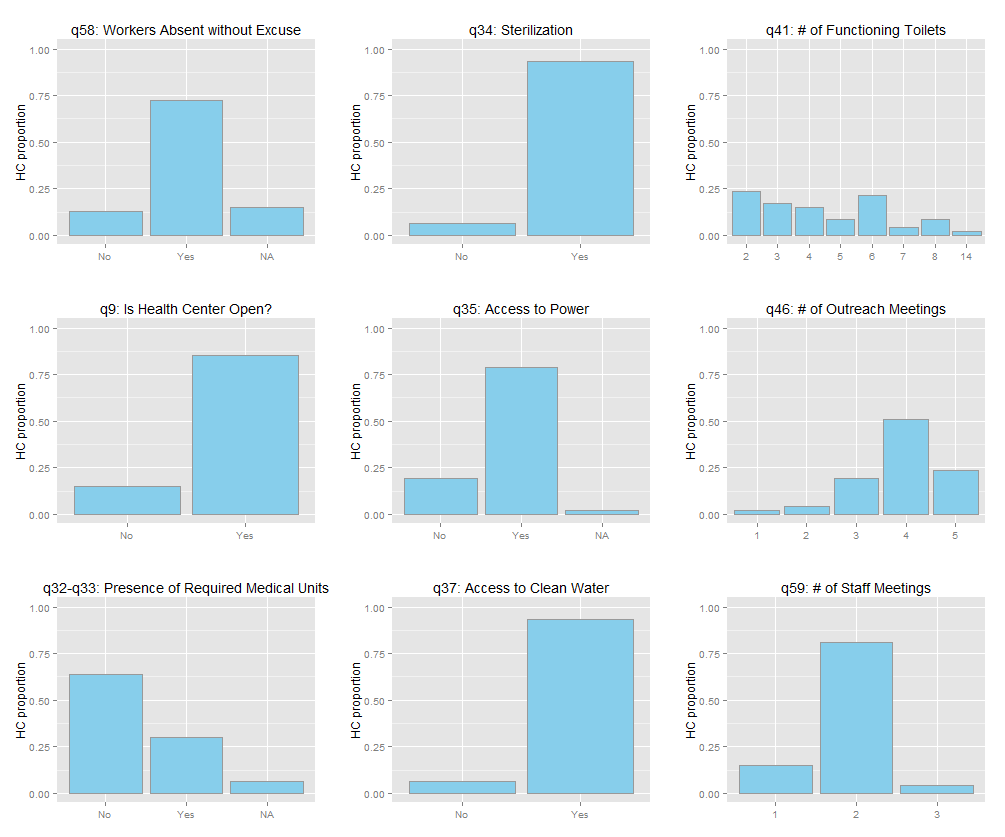 q58: Workers Absent without Excuse
HC proportion
1.00
0.75
0.50
0.25
0.00
No Yes NA
q34: Sterilization
HC proportion
1.00
0.75
0.50
0.25
0.00
No Yes
q41: # of Functioning Toilets
HC proportion
1.00
0.75
0.50
0.25
0.00
2 3 4 5 6 7 8 14
q9: Is Health Center Open?
HC proportion
1.00
0.75
0.50
0.25
0.00
No Yes
q35: Access to Power
HC proportion
1.00
0.75
0.50
0.25
0.00
No Yes NA
q46: # of Outreach Meetings
HC proportion
1.00
0.75
0.50
0.25
0.00
1 2 3 4 5
q32-q33: Presence of Required Medical Units
HC proportion
1.00
0.75
0.50
0.25
0.00
No Yes NA
q37: Access to Clean Water
HC proportion
1.00
0.75
0.50
0.25
0.00
No Yes
q59: # of Staff Meetings
HC proportion
1.00
0.75
0.50
0.25
0.00
1 2 3